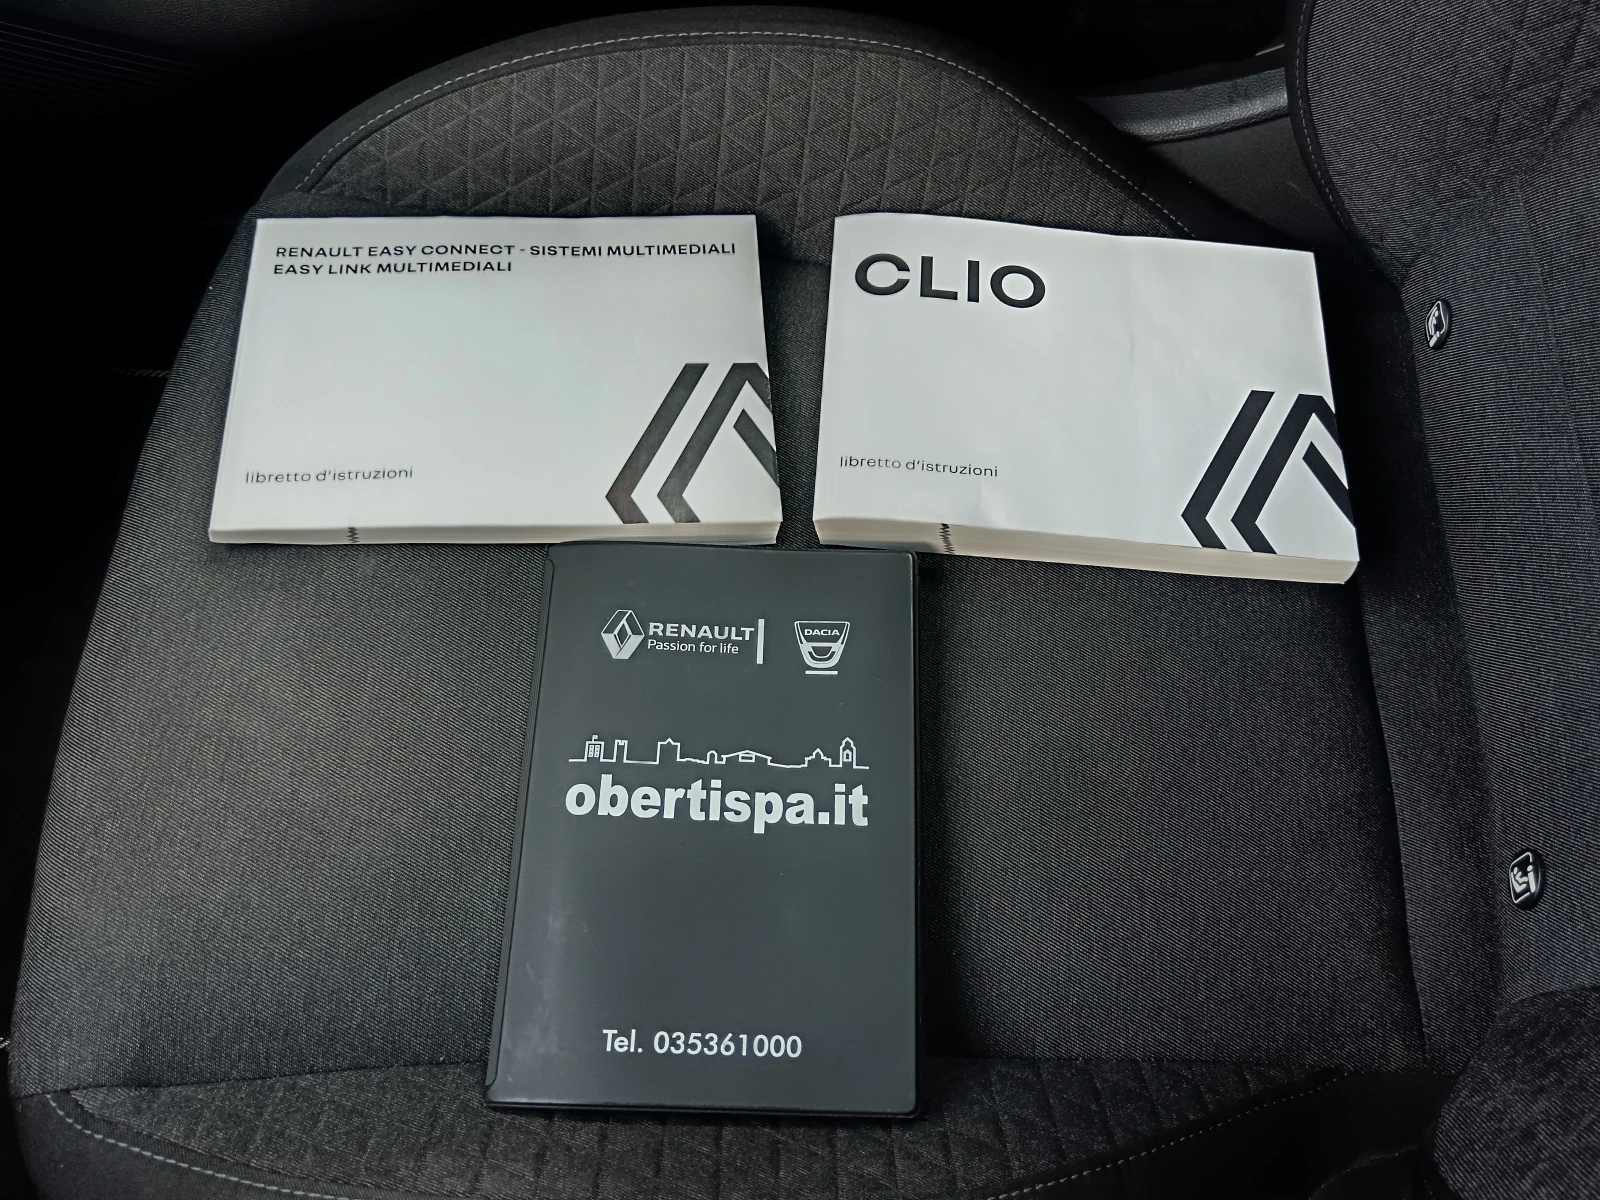 RENAULT EASY CONNECT - SISTEMI MULTIMEDIALI
EASY LINK MULTIMEDIALI
libretto d'istruzioni
CLIO
libretto d'istruzioni
RENAULT
Passion for life
DACIA
obertispa.it
Tel. 035361000